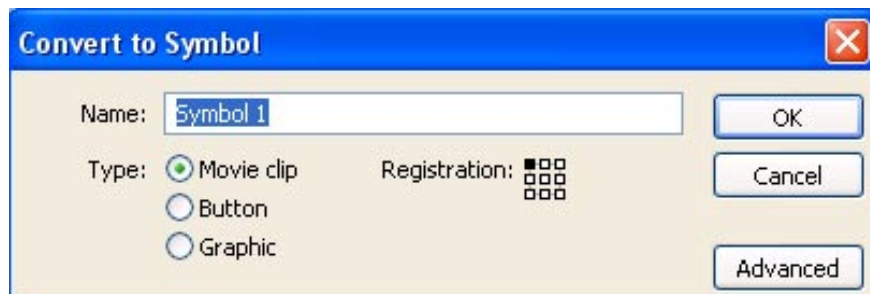 Convert to Symbol
Name: Symbol 1 OK
Type: Movie clip Registration: Cancel
Button
Graphic
Advanced